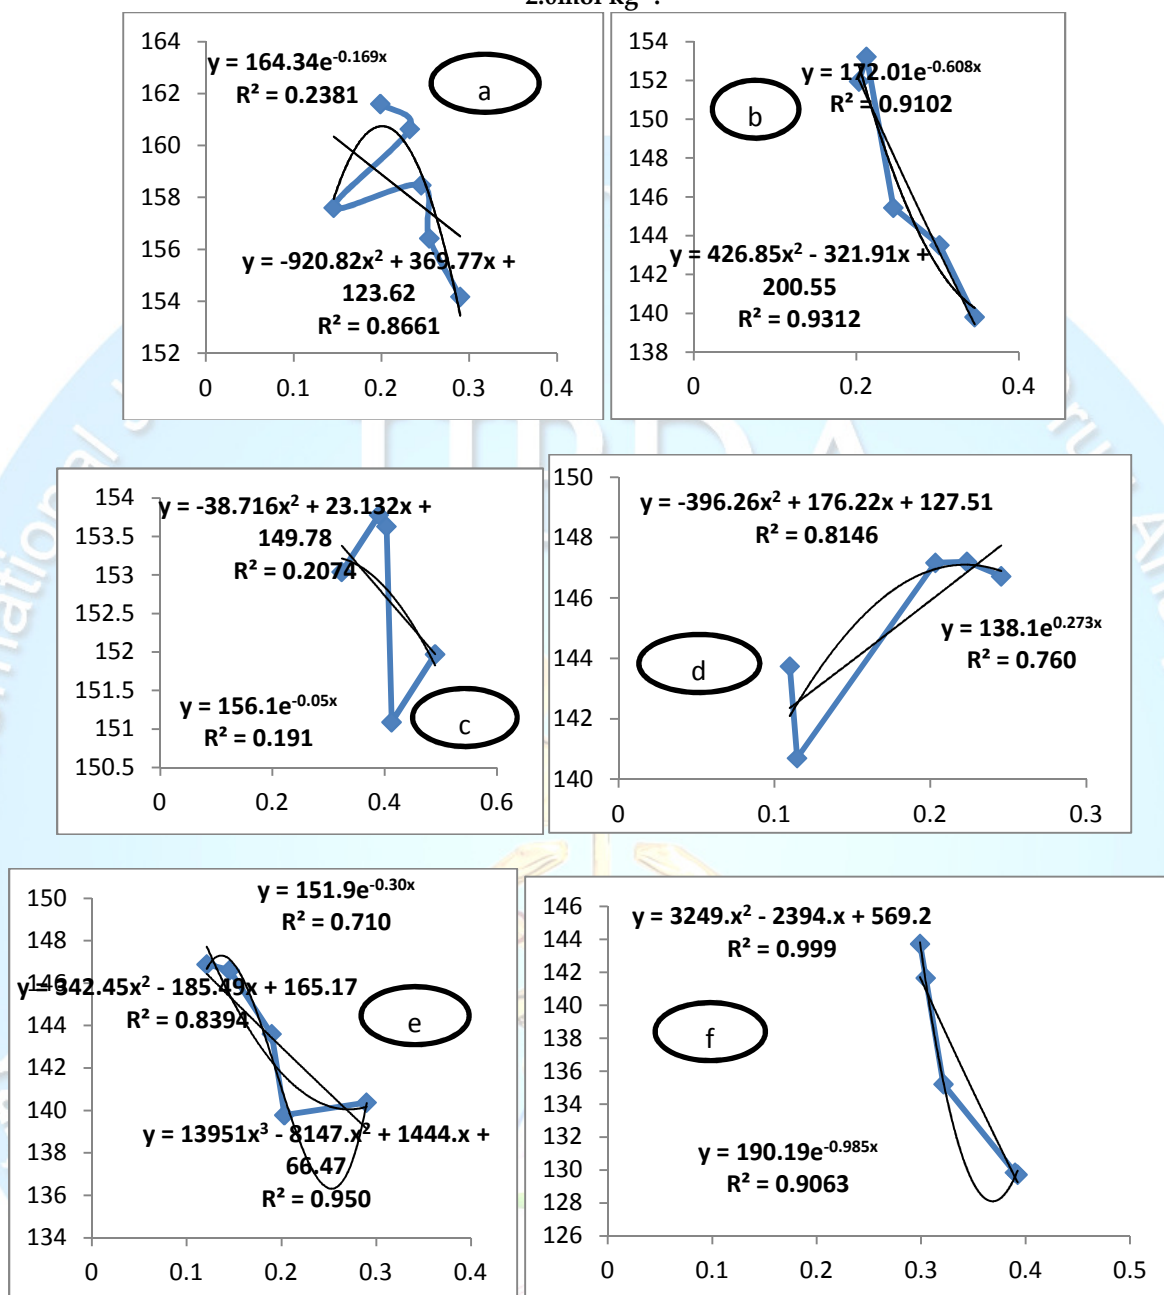 2.0mol kg⁻¹.
164
162
160
158
156
154
152
0
0.1
0.2
0.3
0.4
y = 164.34e^-0.169x
R² = 0.2381
a
y = -920.82x² + 369.77x +
123.62
R² = 0.8661
154
152
150
148
146
144
142
140
138
0
0.2
0.4
y = 172.01e^-0.608x
R² = 0.9102
b
y = 426.85x² - 321.91x +
200.55
R² = 0.9312
154
153.5
153
152.5
152
151.5
151
150.5
0
0.2
0.4
0.6
y = -38.716x² + 23.132x +
149.78
R² = 0.2074
y = 156.1e^-0.05x
R² = 0.191
c
150
148
146
144
142
140
0
0.1
0.2
0.3
y = -396.26x² + 176.22x + 127.51
R² = 0.8146
y = 138.1e^0.273x
R² = 0.760
d
150
148
146
144
142
140
138
136
134
0
0.1
0.2
0.3
0.4
y = 151.9e^-0.30x
R² = 0.710
y = 342.45x² - 185.49x + 165.17
R² = 0.8394
e
y = 13951x³ - 8147.x² + 1444.x +
66.47
R² = 0.950
146
144
142
140
138
136
134
132
130
128
126
0
0.1
0.2
0.3
0.4
0.5
y = 3249.x² - 2394.x + 569.2
R² = 0.999
f
y = 190.19e^-0.985x
R² = 0.9063